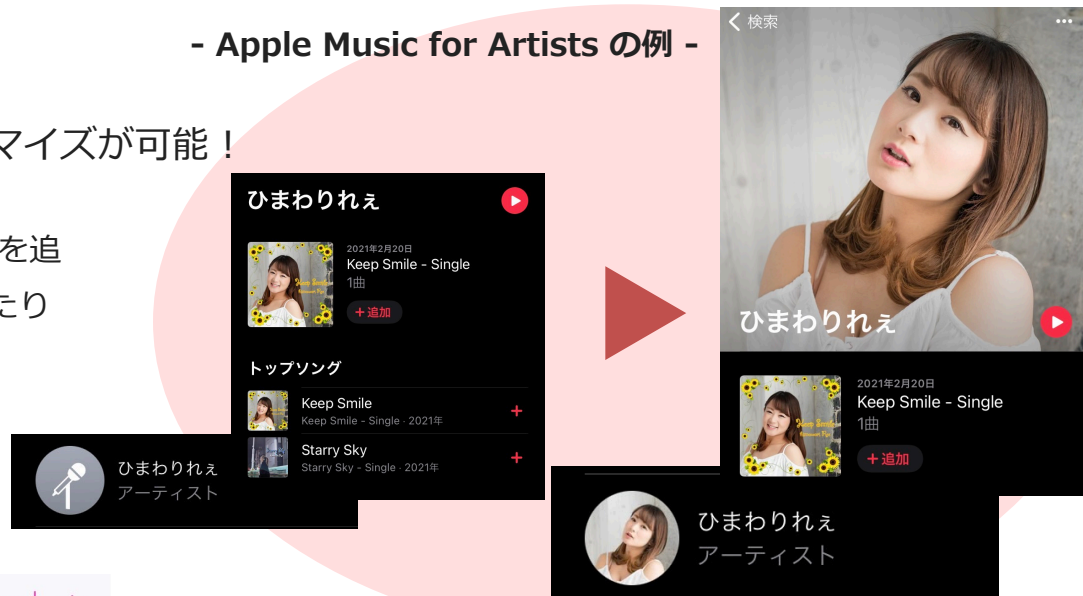 - Apple Music for Artists の例 -
マイズが可能！
を追
たり
ひまわりれぇ
2021年2月20日
Keep Smile - Single
1曲
+追加
トップソング
Keep Smile
Keep Smile - Single · 2021年
Starry Sky
Starry Sky - Single · 2021年
ひまわりれぇ
アーティスト
検索
ひまわりれぇ
2021年2月20日
Keep Smile - Single
1曲
+追加
ひまわりれぇ
アーティスト